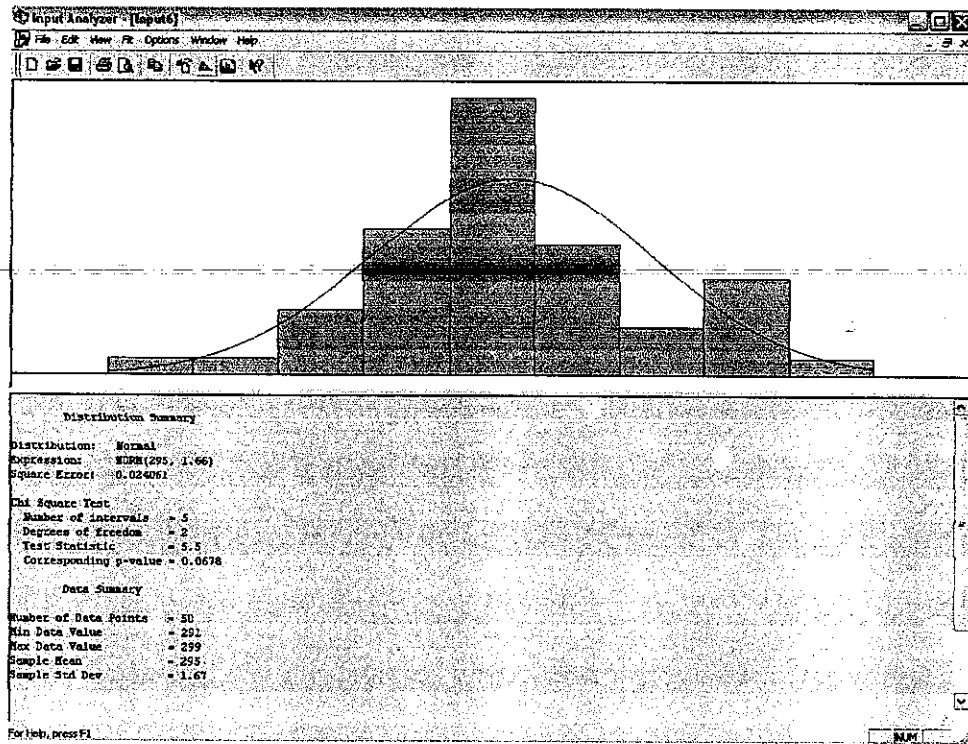 Input Analyzer - [Input6]
File Edit View Fit Options Window Help
Distribution Summary
Distribution: Normal
Expression: NORM(295, 1.66)
Square Error: 0.024061
Chi Square Test
Number of intervals = 5
Degrees of freedom = 2
Test Statistic = 5.5
Corresponding p-value = 0.0678
Data Summary
Number of Data Points = 50
Min Data Value = 291
Max Data Value = 299
Sample Mean = 295
Sample Std Dev = 1.67
For Help, press F1
NUM